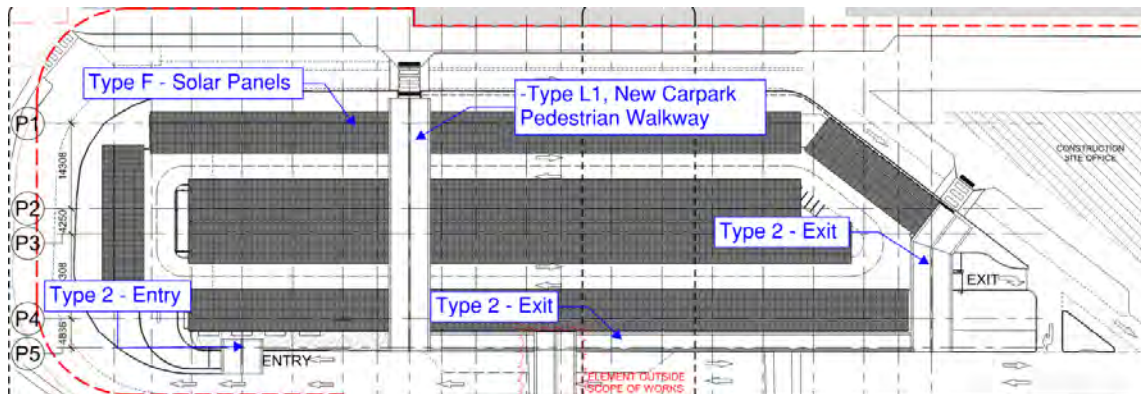 Type F - Solar Panels
-Type L1, New Carpark
Pedestrian Walkway
P1
14308
CONSTRUCTION
SITE OFFICE
P2
4250
P3
Type 2 - Exit
308
EXIT
Type 2 - Entry
Type 2 - Exit
P4
4836
P5
ENTRY
ELEMENT OUTSIDE
SCOPE OF WORKS